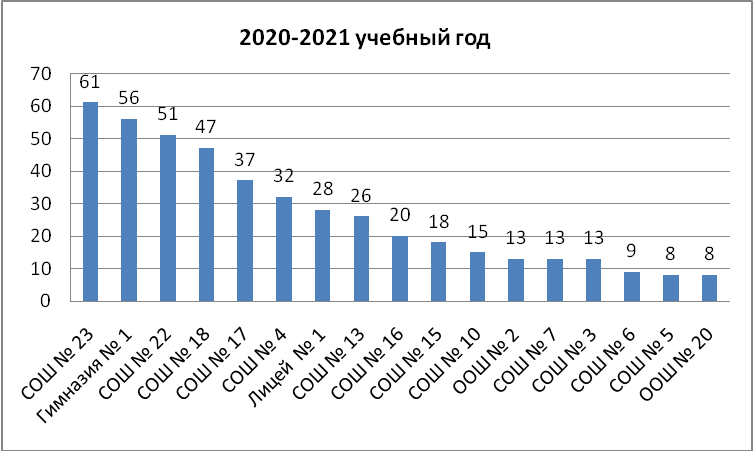 2020-2021 учебный год
70
60
50
40
30
20
10
0
61
56
51
47
37
32
28
26
20
18
15
13
13
13
9
8
8
СОШ № 23
Гимназия № 1
СОШ № 22
СОШ № 18
СОШ № 17
СОШ № 4
Лицей № 1
СОШ № 13
СОШ № 16
СОШ № 15
СОШ № 10
ООШ № 2
СОШ № 7
СОШ № 3
СОШ № 6
СОШ № 5
ООШ № 20